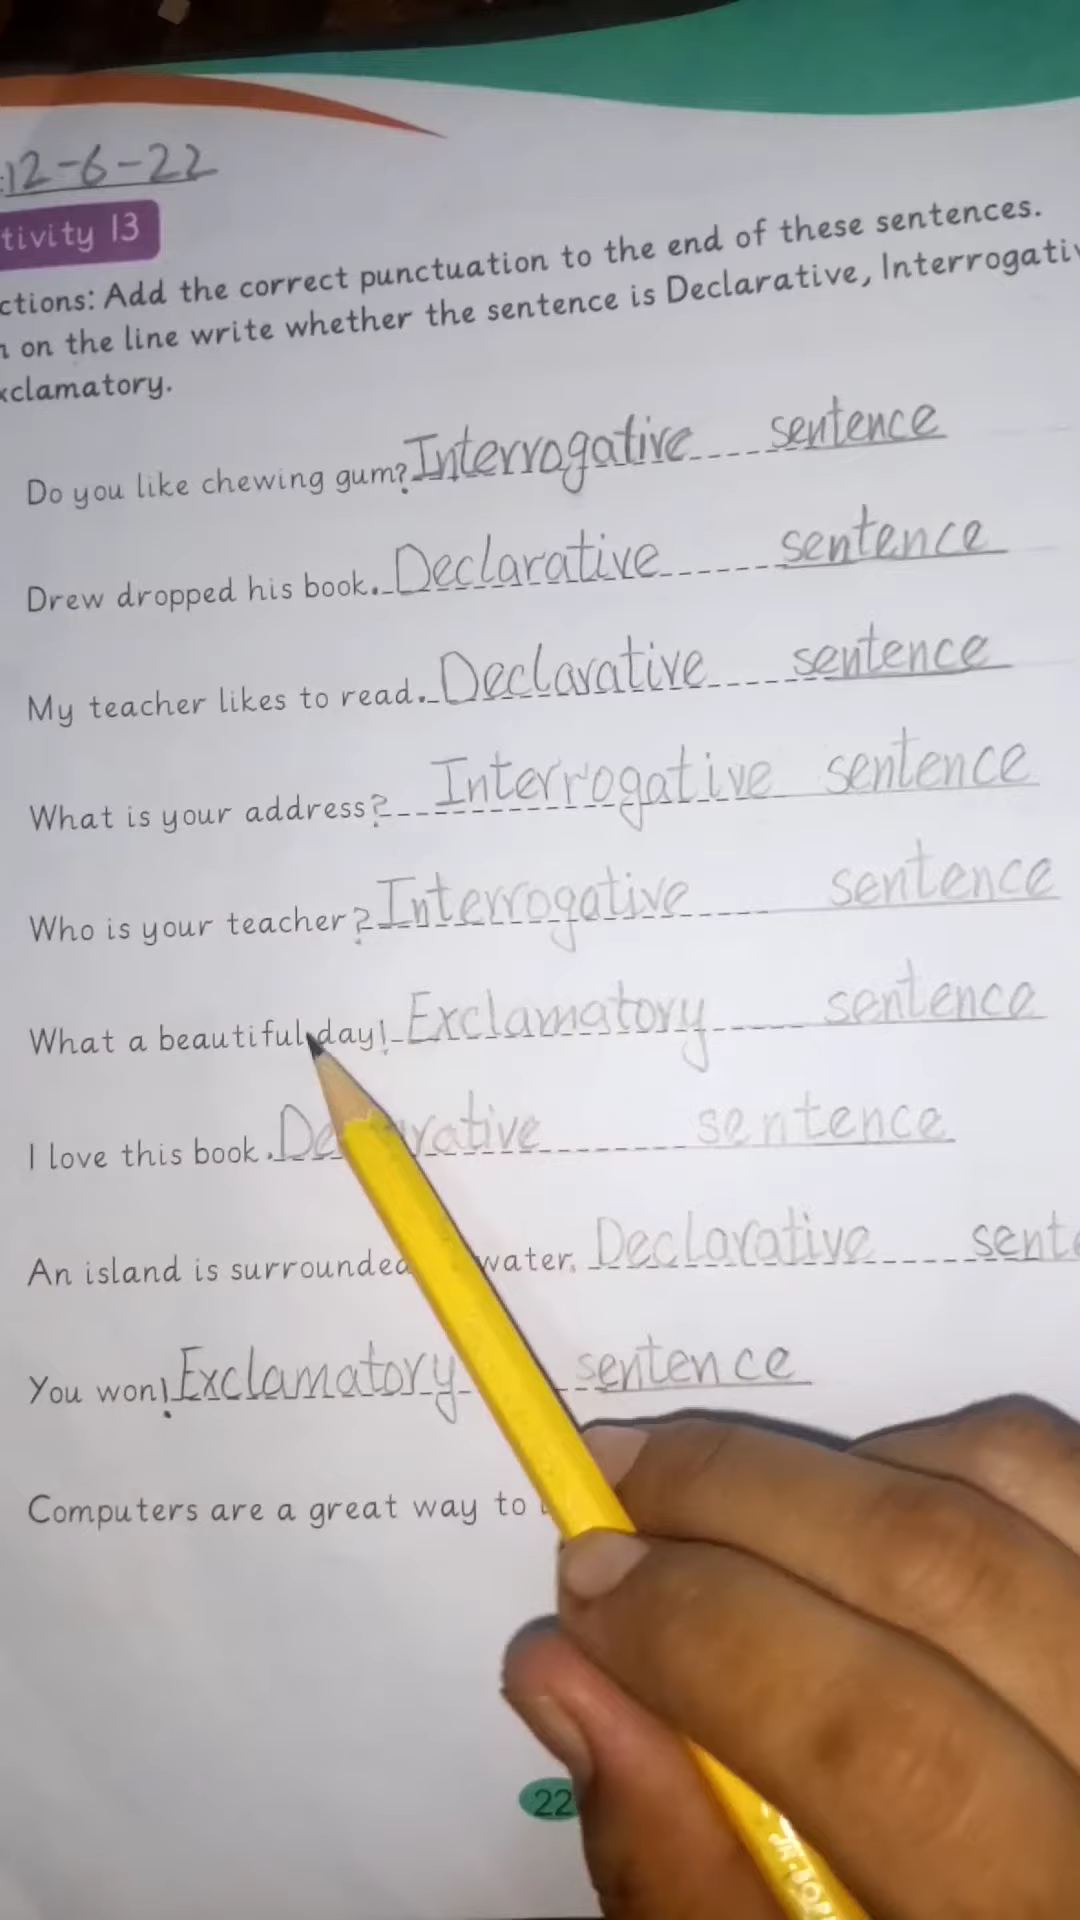 12-6-22
tivity 13
ctions: Add the correct punctuation to the end of these sentences.
on the line write whether the sentence is Declarative, Interrogativ
xclamatory.
Do you like chewing gum? Interrogative sentence
Drew dropped his book. Declarative sentence
My teacher likes to read. Declarative sentence
What is your address? Interrogative sentence
Who is your teacher? Interrogative sentence
What a beautiful day! Exclamatory sentence
I love this book. De rative sentence
An island is surrounded water. Declarative sente
You won! Exclamatory sentence
Computers are a great way to
22